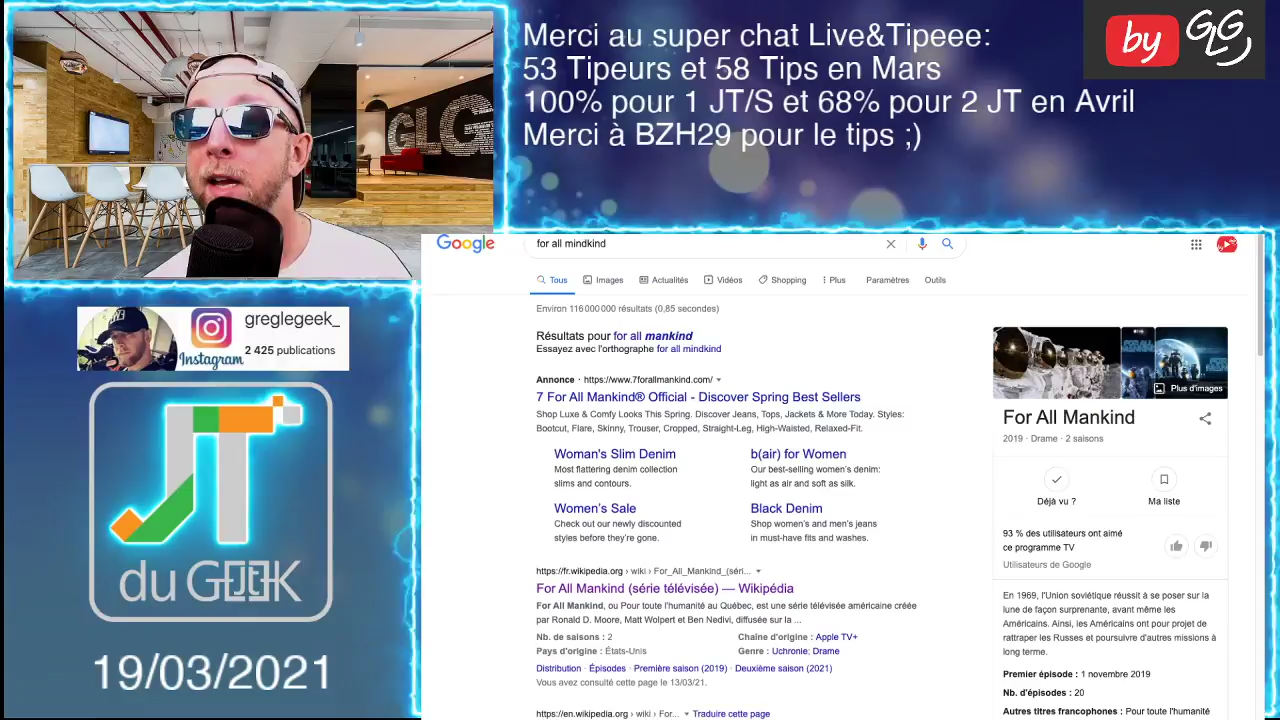 Merci au super chat Live&Tipeee:
53 Tipeurs et 58 Tips en Mars
100% pour 1 JT/S et 68% pour 2 JT en Avril
Merci à BZH29 pour le tips ;)
by GLG
GLG
greglegeek_
Instagram
2 425 publications
JT
du GEEK
19/03/2021
Google
for all mindkind
Tous Images Actualités Vidéos Shopping Plus Paramètres Outils
Environ 116 000 000 résultats (0,85 secondes)
Résultats pour for all mankind
Essayez avec l'orthographe for all mindkind
Annonce · https://www.7forallmankind.com/
7 For All Mankind® Official - Discover Spring Best Sellers
Shop Luxe & Comfy Looks This Spring. Discover Jeans, Tops, Jackets & More Today. Styles:
Bootcut, Flare, Skinny, Trouser, Cropped, Straight-Leg, High-Waisted, Relaxed-Fit.
Woman's Slim Denim
Most flattering denim collection
slims and contours.
b(air) for Women
Our best-selling women's denim:
light as air and soft as silk.
Women's Sale
Check out our newly discounted
styles before they're gone.
Black Denim
Shop women's and men's jeans
in must-have fits and washes.
https://fr.wikipedia.org › wiki › For_All_Mankind_(séri...
For All Mankind (série télévisée) — Wikipédia
For All Mankind, ou Pour toute l'humanité au Québec, est une série télévisée américaine créée
par Ronald D. Moore, Matt Wolpert et Ben Nedivi, diffusée sur la ...
Nb. de saisons : 2
Chaîne d'origine : Apple TV+
Pays d'origine : États-Unis
Genre : Uchronie; Drame
Distribution · Épisodes · Première saison (2019) · Deuxième saison (2021)
Vous avez consulté cette page le 13/03/21.
https://en.wikipedia.org › wiki › For... Traduire cette page
Plus d'images
For All Mankind
2019 · Drame · 2 saisons
Déjà vu ?
Ma liste
93 % des utilisateurs ont aimé
ce programme TV
Utilisateurs de Google
En 1969, l'Union soviétique réussit à se poser sur la
lune de façon surprenante, avant même les
Américains. Ainsi, les Américains ont pour projet de
rattraper les Russes et poursuivre d'autres missions à
long terme.
Premier épisode : 1 novembre 2019
Nb. d'épisodes : 20
Autres titres francophones : Pour toute l'humanité